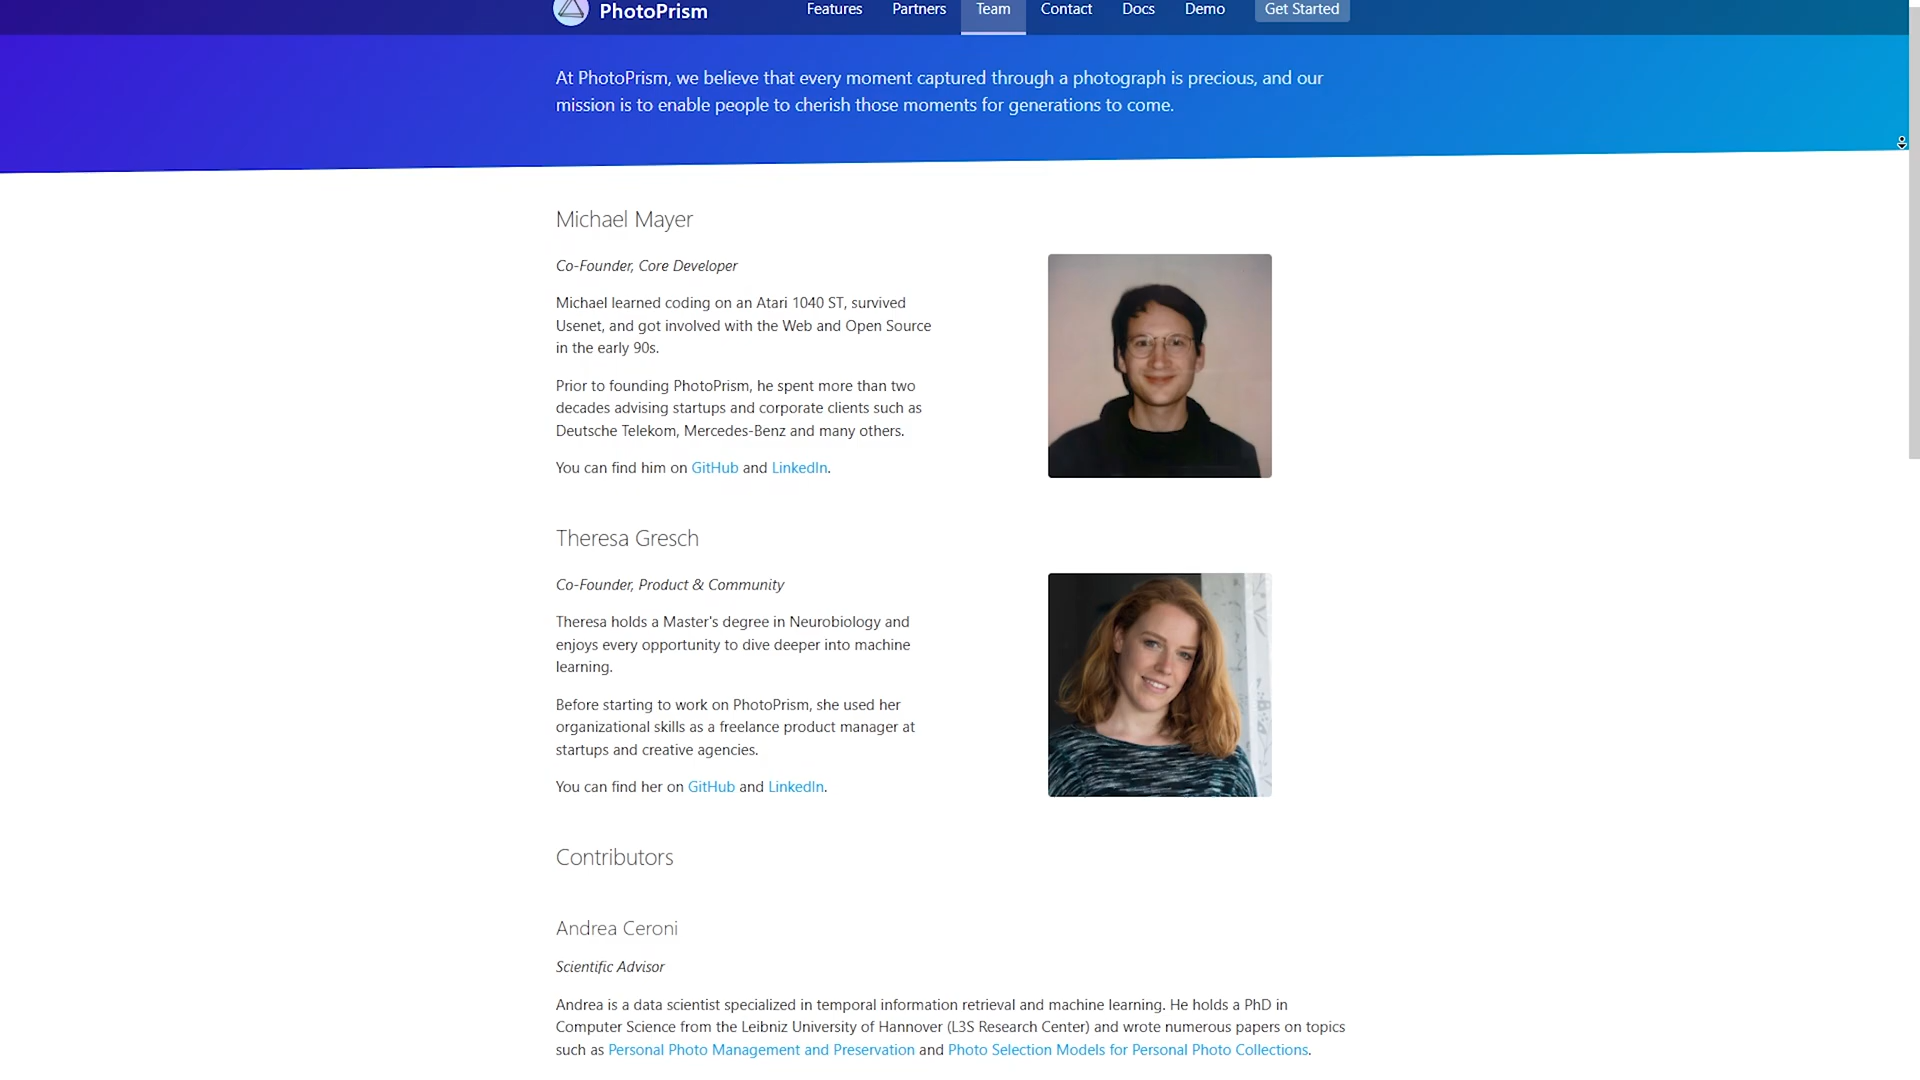 PhotoPrism
Features
Partners
Team
Contact
Docs
Demo
Get Started
At PhotoPrism, we believe that every moment captured through a photograph is precious, and our
mission is to enable people to cherish those moments for generations to come.
Michael Mayer
Co-Founder, Core Developer
Michael learned coding on an Atari 1040 ST, survived
Usenet, and got involved with the Web and Open Source
in the early 90s.
Prior to founding PhotoPrism, he spent more than two
decades advising startups and corporate clients such as
Deutsche Telekom, Mercedes-Benz and many others.
You can find him on GitHub and LinkedIn.
Theresa Gresch
Co-Founder, Product & Community
Theresa holds a Master's degree in Neurobiology and
enjoys every opportunity to dive deeper into machine
learning.
Before starting to work on PhotoPrism, she used her
organizational skills as a freelance product manager at
startups and creative agencies.
You can find her on GitHub and LinkedIn.
Contributors
Andrea Ceroni
Scientific Advisor
Andrea is a data scientist specialized in temporal information retrieval and machine learning. He holds a PhD in
Computer Science from the Leibniz University of Hannover (L3S Research Center) and wrote numerous papers on topics
such as Personal Photo Management and Preservation and Photo Selection Models for Personal Photo Collections.